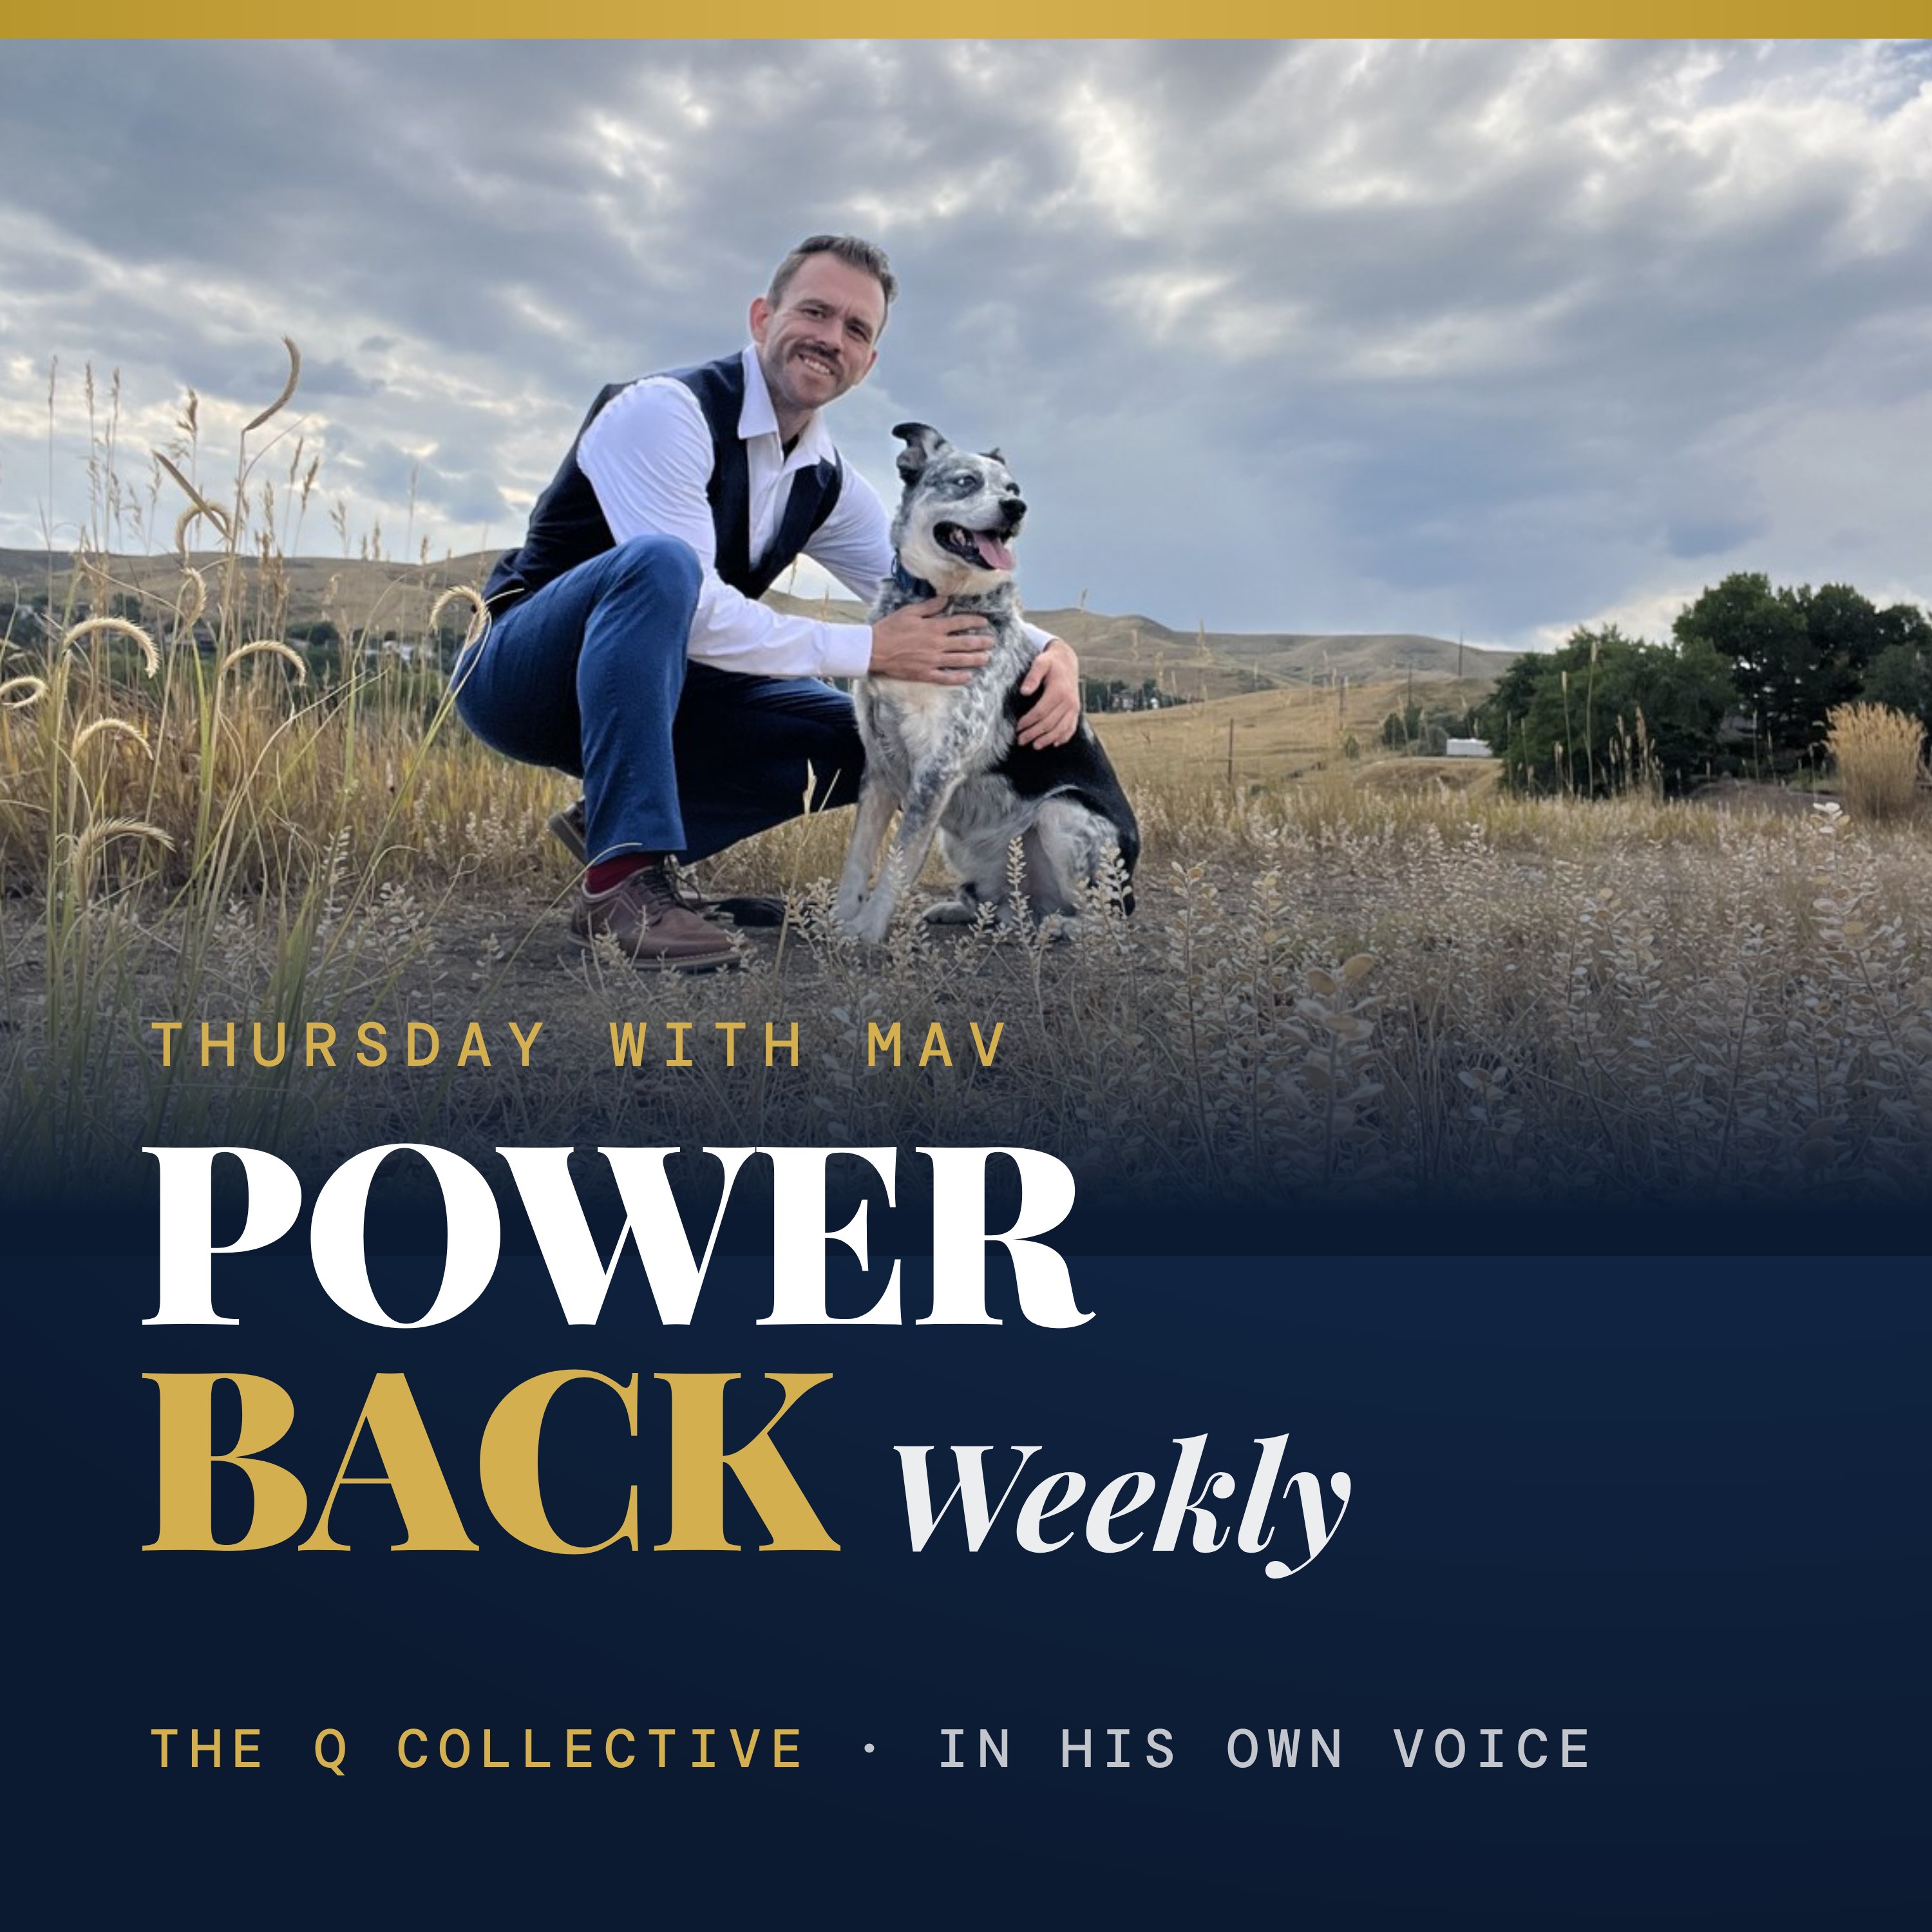 THURSDAY WITH MAV
POWER
BACK Weekly
THE Q COLLECTIVE · IN HIS OWN VOICE